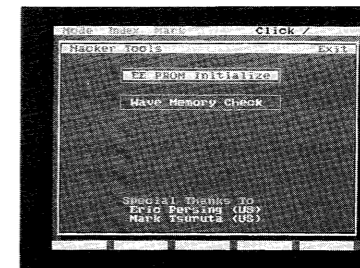 Mode Index Mark Click /
Hacker Tools Exit
EE PROM Initialize
Wave Memory Check
Special Thanks To
Eric Persing (US)
Mark Tsuruta (US)